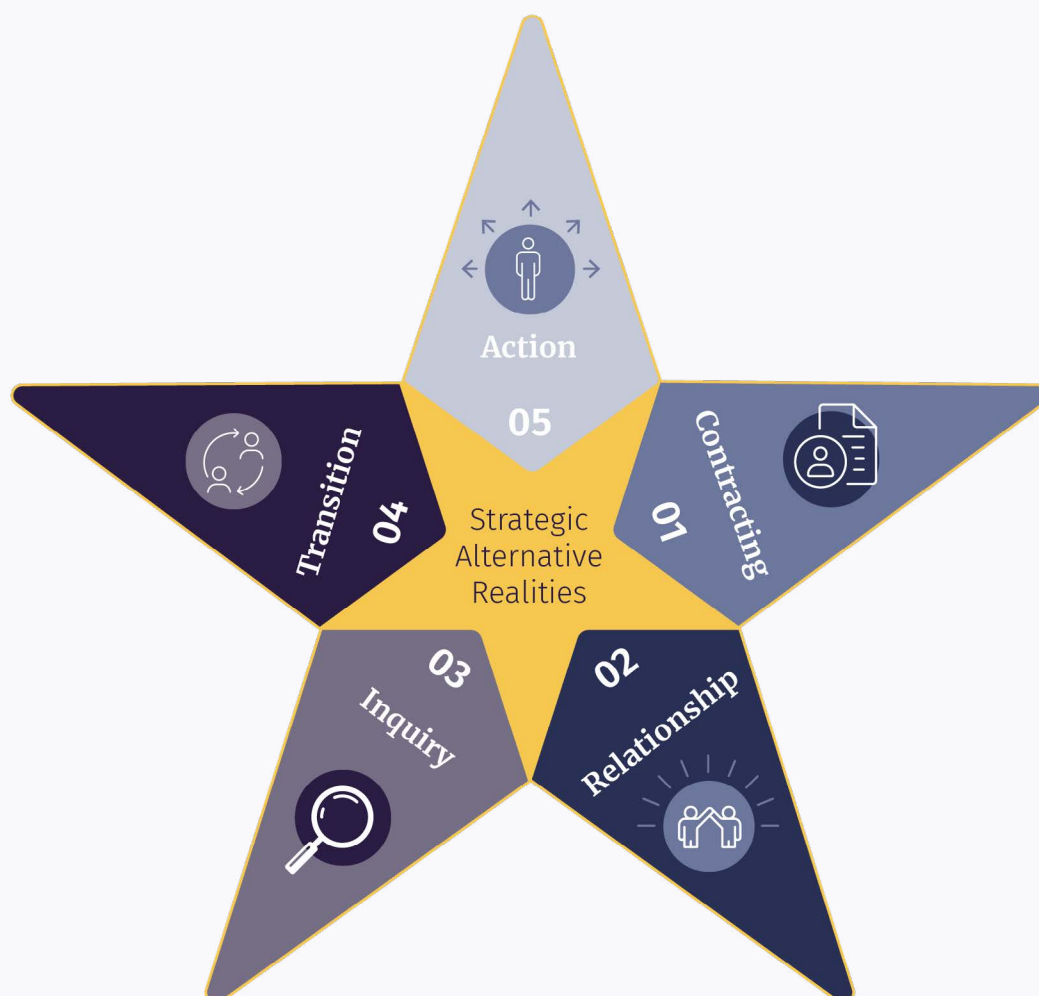 Action
05
Contracting
01
Relationship
02
Inquiry
03
Transition
04
Strategic
Alternative
Realities